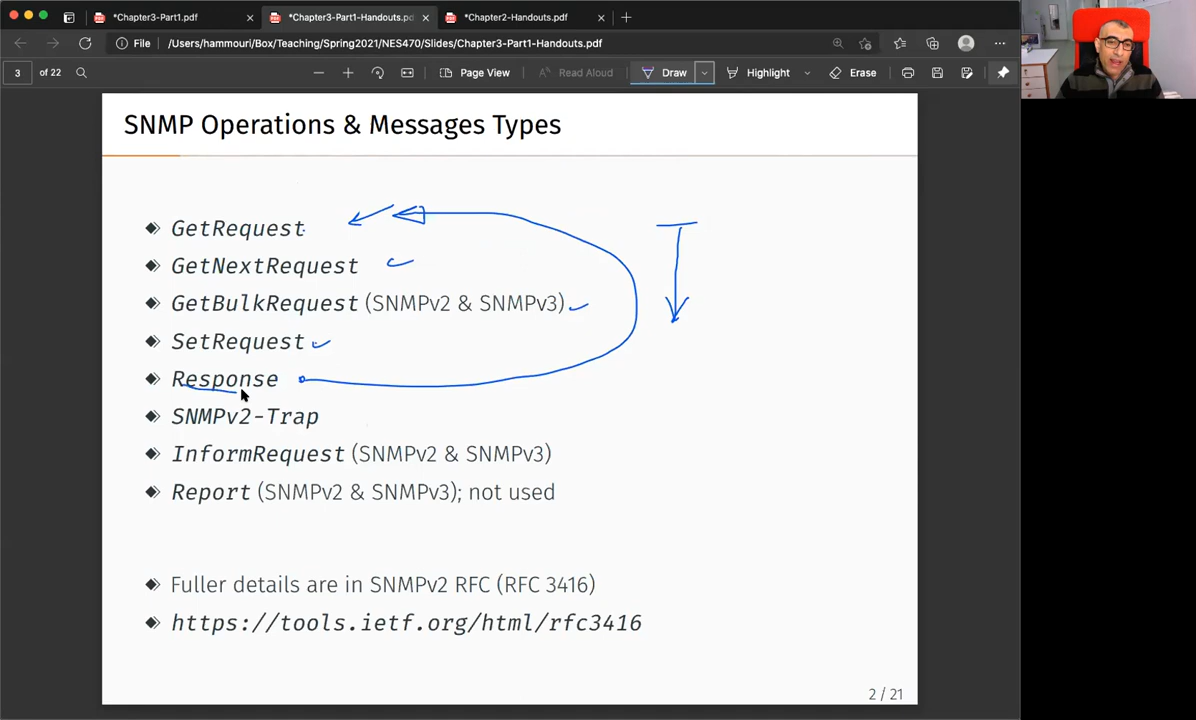 *Chapter3-Part1.pdf
*Chapter3-Part1-Handouts.pd
*Chapter2-Handouts.pdf
File /Users/hammouri/Box/Teaching/Spring2021/NES470/Slides/Chapter3-Part1-Handouts.pdf
3 of 22 Page View Read Aloud Draw Highlight Erase
SNMP Operations & Messages Types
GetRequest
GetNextRequest
GetBulkRequest (SNMPv2 & SNMPv3)
SetRequest
Response
SNMPv2-Trap
InformRequest (SNMPv2 & SNMPv3)
Report (SNMPv2 & SNMPv3); not used
Fuller details are in SNMPv2 RFC (RFC 3416)
https://tools.ietf.org/html/rfc3416
2 / 21